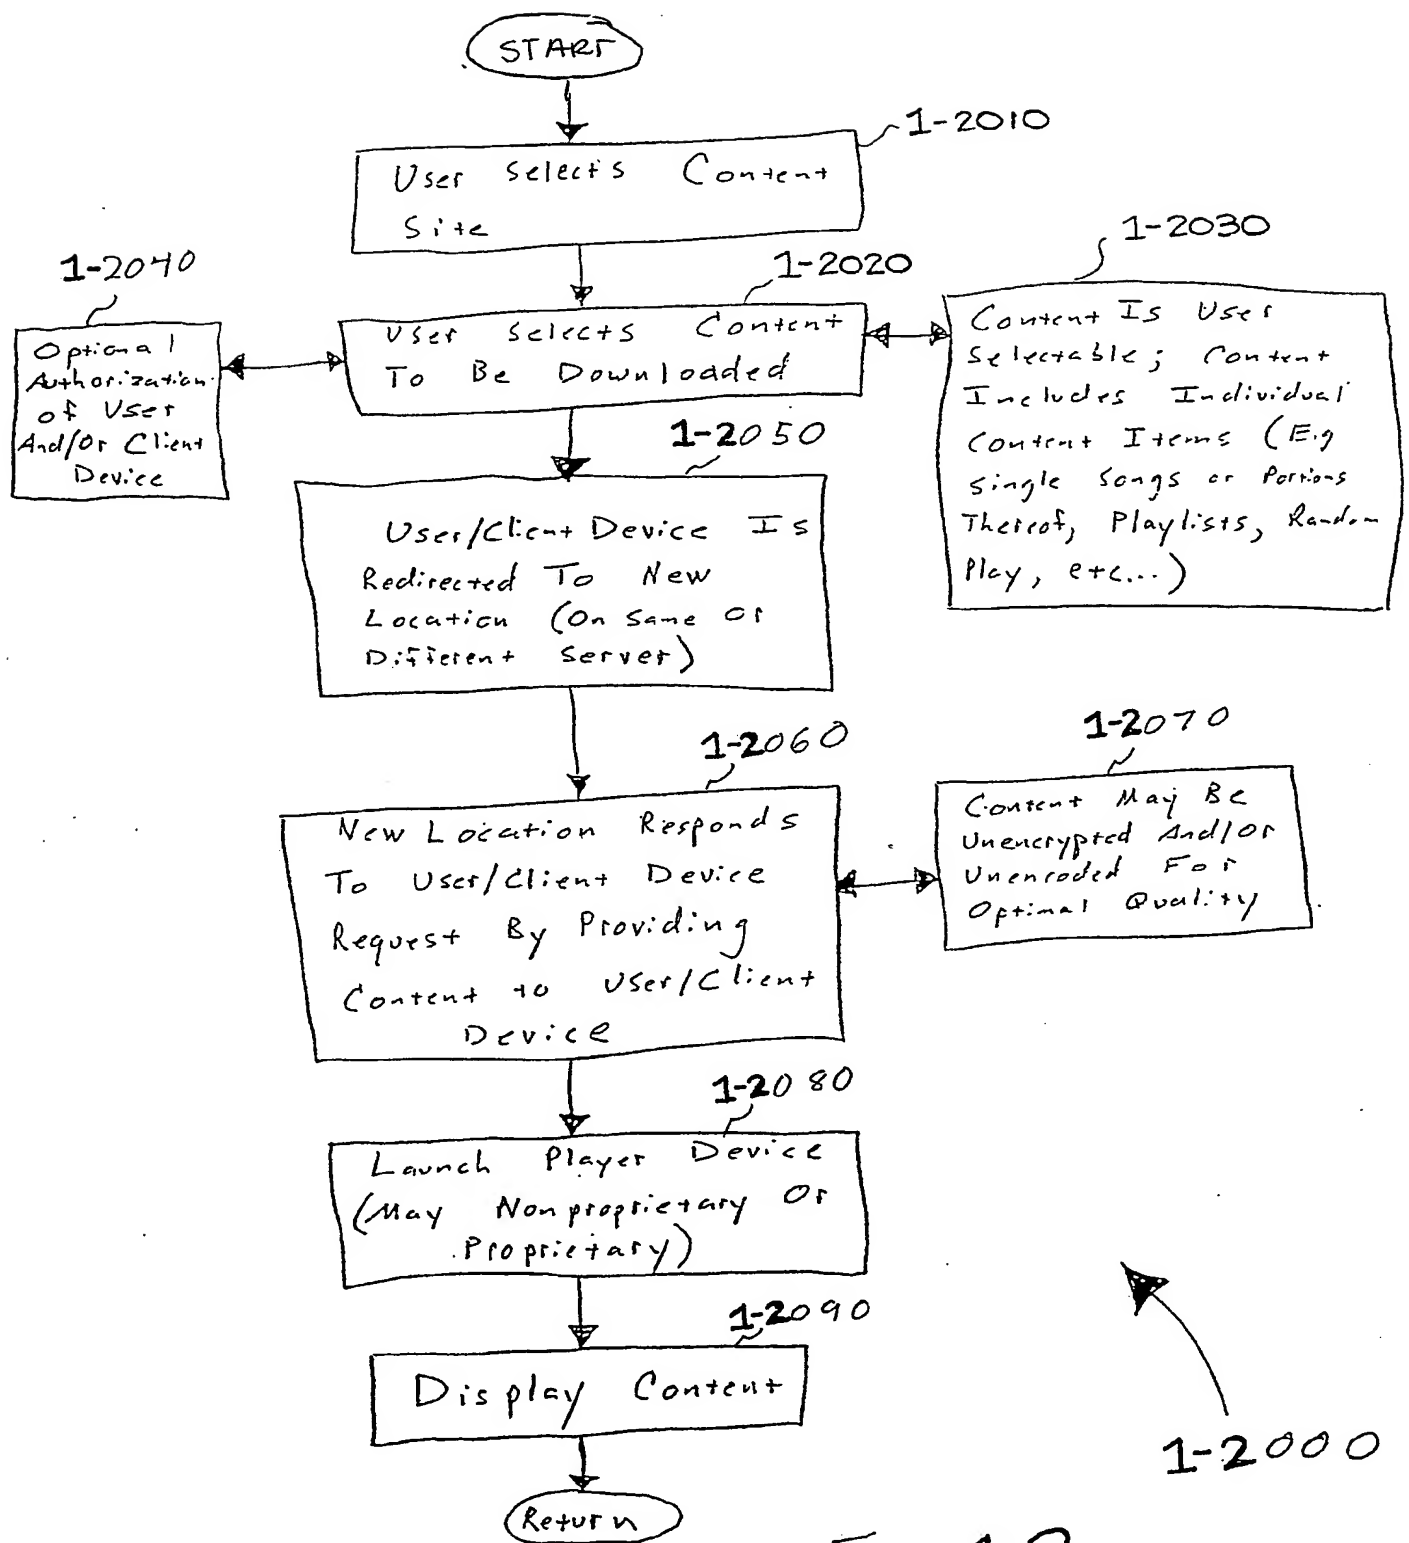 START
1-2010
User Selects Content
Site
1-2040
1-2020
1-2030
Optional
Authorization
of User
And/Or Client
Device
User Selects Content
To Be Downloaded
Content Is User
Selectable; Content
Includes Individual
Content Items (E.g
Single Songs or Portions
Thereof, Playlists, Random
Play, etc...)
1-2050
User/Client Device Is
Redirected To New
Location (On Same Or
Different Server)
1-2060
1-2070
New Location Responds
To User/Client Device
Request By Providing
Content to User/Client
Device
Content May Be
Unencrypted And/Or
Unencoded For
Optimal Quality
1-2080
Launch Player Device
(May Nonproprietary Or
Proprietary)
1-2090
Display Content
1-2000
Return